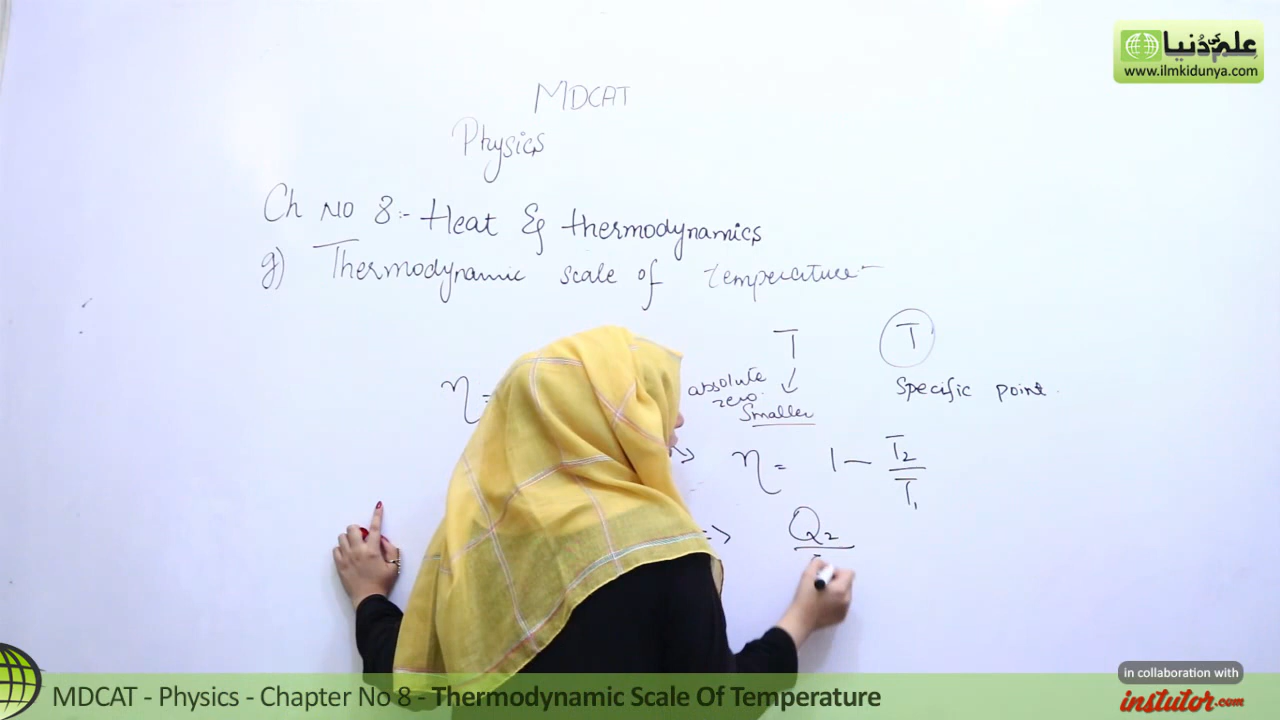 علم کی دُنیا
www.ilmkidunya.com
MDCAT
Physics
Ch No 8:- Heat & thermodynamics
g) Thermodynamic scale of temperature
T
T
absolute zero.
Smaller
Specific point.
η =
η = 1 - T₂/T₁
=> Q₂
in collaboration with
instutor.com
MDCAT - Physics - Chapter No 8 - Thermodynamic Scale Of Temperature